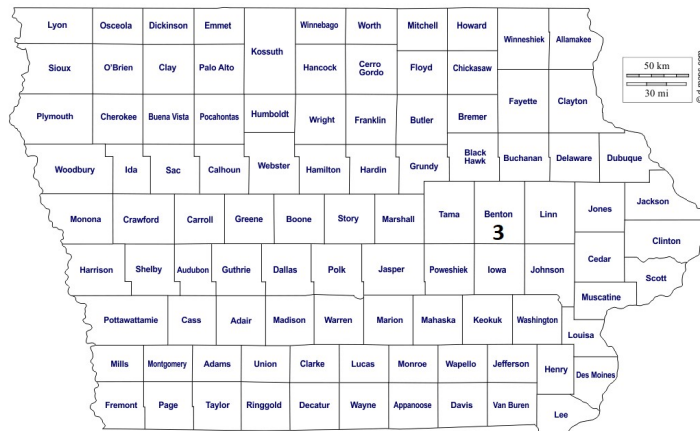 Lyon
Osceola
Dickinson
Emmet
Kossuth
Winnebago
Worth
Mitchell
Howard
Winneshiek
Allamakee
Sioux
O'Brien
Clay
Palo Alto
Hancock
Cerro
Gordo
Floyd
Chickasaw
50 km
30 mi
© d-maps.com
Plymouth
Cherokee
Buena Vista
Pocahontas
Humboldt
Wright
Franklin
Butler
Bremer
Fayette
Clayton
Woodbury
Ida
Sac
Calhoun
Webster
Hamilton
Hardin
Grundy
Black
Hawk
Buchanan
Delaware
Dubuque
Monona
Crawford
Carroll
Greene
Boone
Story
Marshall
Tama
Benton
3
Linn
Jones
Jackson
Clinton
Harrison
Shelby
Audubon
Guthrie
Dallas
Polk
Jasper
Poweshiek
Iowa
Johnson
Cedar
Scott
Muscatine
Pottawattamie
Cass
Adair
Madison
Warren
Marion
Mahaska
Keokuk
Washington
Louisa
Mills
Montgomery
Adams
Union
Clarke
Lucas
Monroe
Wapello
Jefferson
Henry
Des Moines
Fremont
Page
Taylor
Ringgold
Decatur
Wayne
Appanoose
Davis
Van Buren
Lee